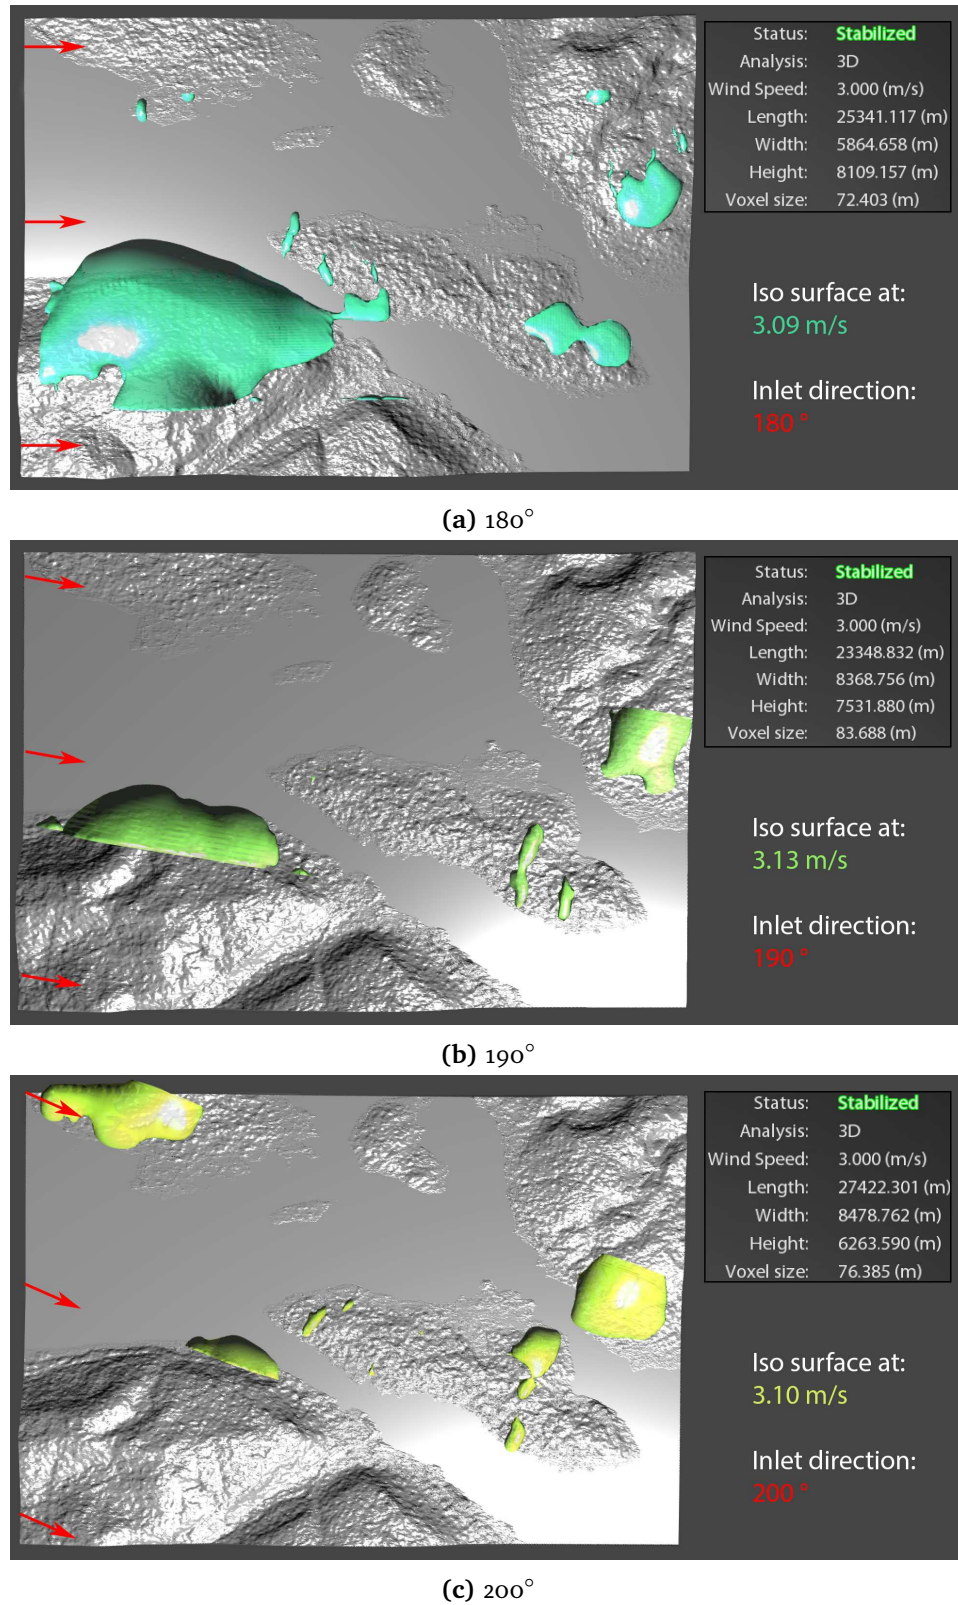 Status: Stabilized
Analysis: 3D
Wind Speed: 3.000 (m/s)
Length: 25341.117 (m)
Width: 5864.658 (m)
Height: 8109.157 (m)
Voxel size: 72.403 (m)
Iso surface at:
3.09 m/s
Inlet direction:
180 °
(a) 180°
Status: Stabilized
Analysis: 3D
Wind Speed: 3.000 (m/s)
Length: 23348.832 (m)
Width: 8368.756 (m)
Height: 7531.880 (m)
Voxel size: 83.688 (m)
Iso surface at:
3.13 m/s
Inlet direction:
190 °
(b) 190°
Status: Stabilized
Analysis: 3D
Wind Speed: 3.000 (m/s)
Length: 27422.301 (m)
Width: 8478.762 (m)
Height: 6263.590 (m)
Voxel size: 76.385 (m)
Iso surface at:
3.10 m/s
Inlet direction:
200 °
(c) 200°